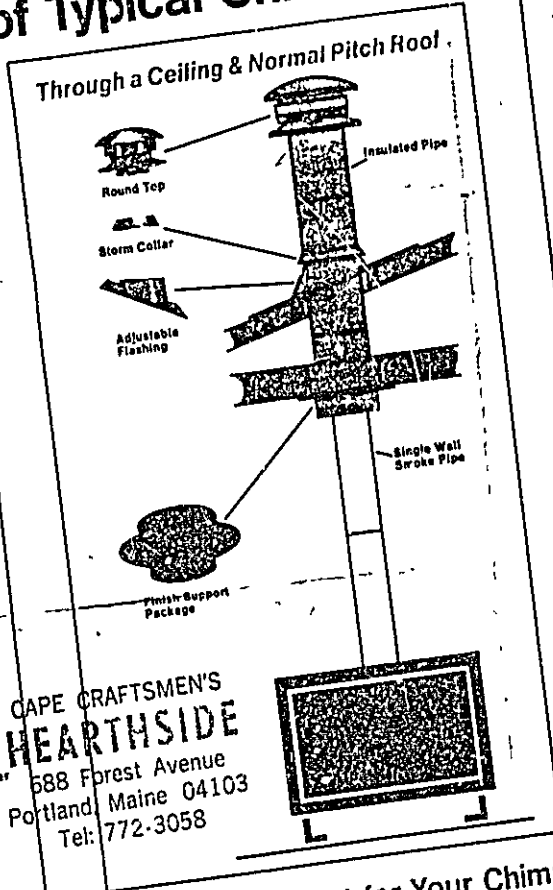 of Typical
Through a Ceiling & Normal Pitch Roof
Insulated Pipe
Round Top
Storm Collar
Adjustable
Flashing
Single Wall
Smoke Pipe
Finish Support
Package
CAPE CRAFTSMEN'S
HEARTHSIDE
688 Forest Avenue
Portland, Maine 04103
Tel: 772-3058
for Your Chim